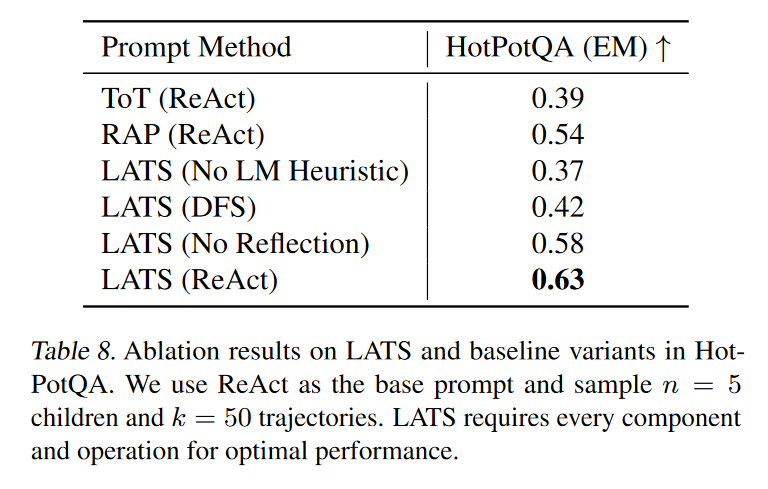 Prompt Method HotPotQA (EM) ↑
ToT (ReAct) 0.39
RAP (ReAct) 0.54
LATS (No LM Heuristic) 0.37
LATS (DFS) 0.42
LATS (No Reflection) 0.58
LATS (ReAct) 0.63
Table 8. Ablation results on LATS and baseline variants in Hot-
PotQA. We use ReAct as the base prompt and sample n = 5
children and k = 50 trajectories. LATS requires every component
and operation for optimal performance.